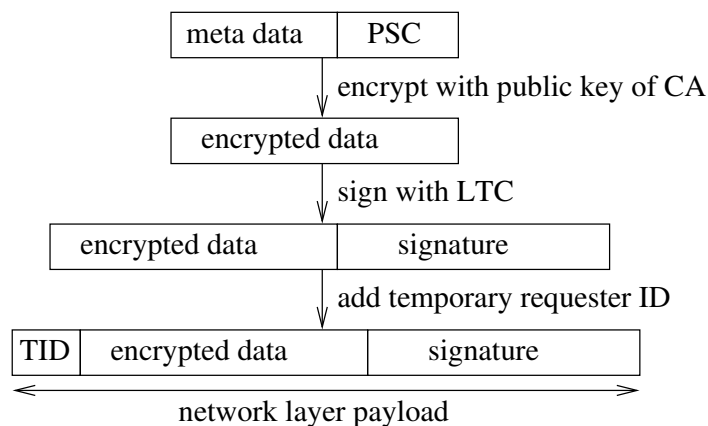 meta data PSC
encrypt with public key of CA
encrypted data
sign with LTC
encrypted data signature
add temporary requester ID
TID encrypted data signature
network layer payload